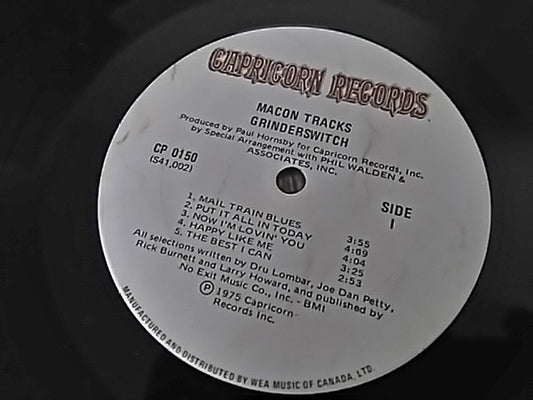 CAPRICORN RECORDS
MACON TRACKS
GRINDERSWITCH
Produced by Paul Hornsby for Capricorn Records, Inc.
by Special Arrangement with PHIL WALDEN &
ASSOCIATES, INC.
CP 0150
(S41,002)
SIDE
I
1. MAIL TRAIN BLUES 3:55
2. PUT IT ALL IN TODAY 4:09
3. NOW I'M LOVIN' YOU 4:04
4. HAPPY LIKE ME 3:25
5. THE BEST I CAN 2:53
All selections written by Dru Lombar, Joe Dan Petty,
Rick Burnett and Larry Howard, and published by
No Exit Music Co., Inc. - BMI
Ⓟ 1975 Capricorn
Records Inc.
MANUFACTURED AND DISTRIBUTED BY WEA MUSIC OF CANADA, LTD.